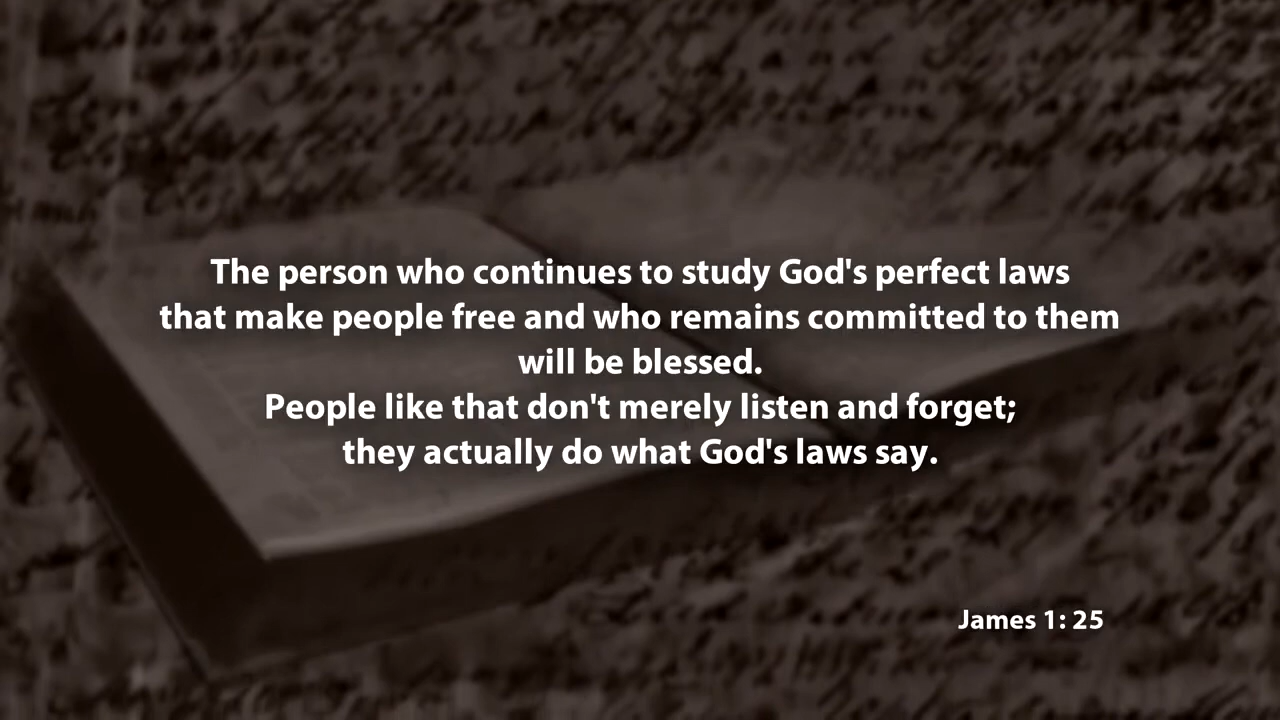 The person who continues to study God's perfect laws
that make people free and who remains committed to them
will be blessed.
People like that don't merely listen and forget;
they actually do what God's laws say.
James 1: 25